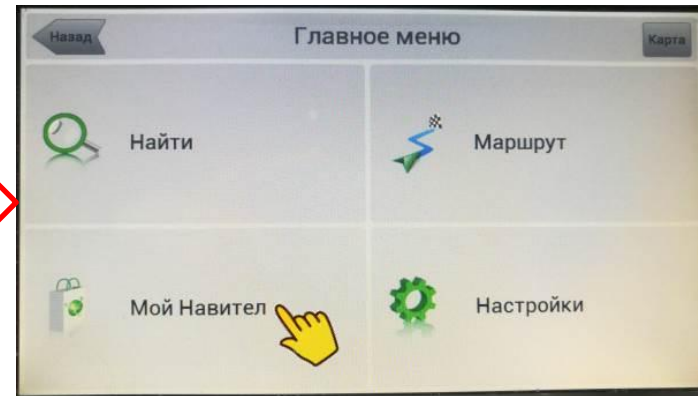 Назад
Главное меню
Карта
Найти
Маршрут
Мой Навител
Настройки